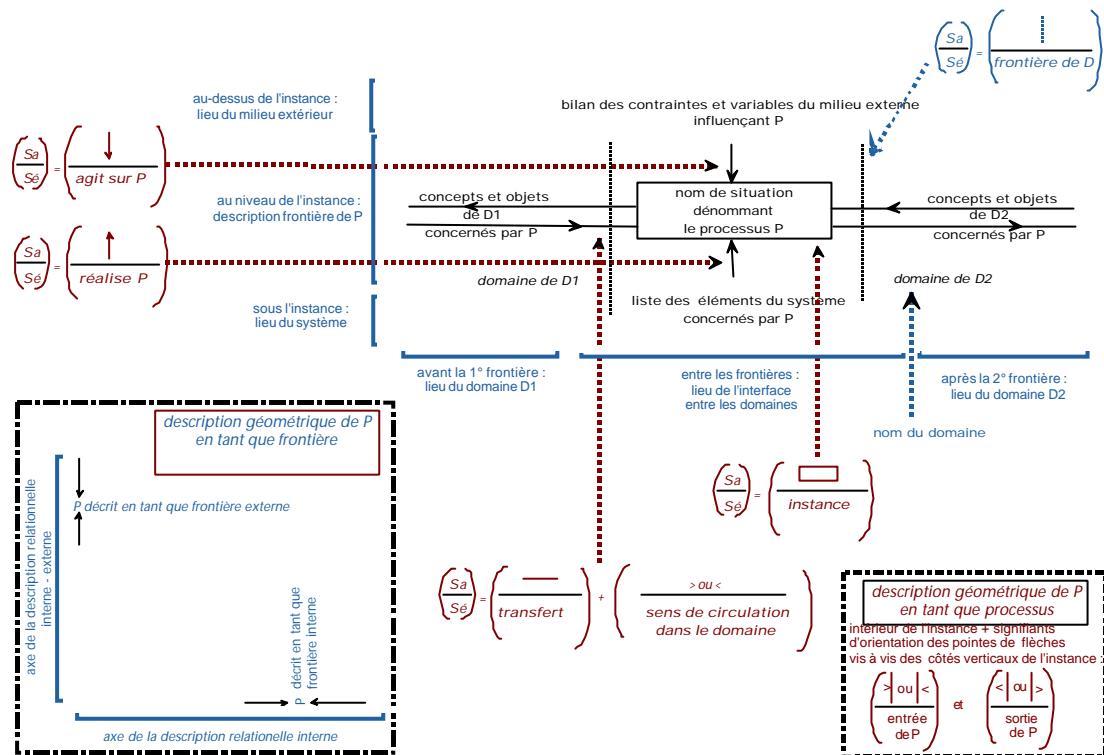 Sa
Sé
=
frontière de D
au-dessus de l'instance :
lieu du milieu extérieur
bilan des contraintes et variables du milieu externe
influençant P
Sa
Sé
=
agit sur P
au niveau de l'instance :
description frontière de P
concepts et objets
de D1
concernés par P
nom de situation
dénommant
le processus P
concepts et objets
de D2
concernés par P
Sa
Sé
=
réalise P
domaine de D1
domaine de D2
sous l'instance :
lieu du système
liste des éléments du système
concernés par P
avant la 1° frontière :
lieu du domaine D1
entre les frontières :
lieu de l'interface
entre les domaines
après la 2° frontière :
lieu du domaine D2
nom du domaine
description géométrique de P
en tant que frontière
axe de la description relationnelle
interne - externe
P décrit en tant que frontière externe
P décrit en tant que
frontière interne
axe de la description relationelle interne
Sa
Sé
=
instance
Sa
Sé
=
transfert
+
> ou <
sens de circulation
dans le domaine
description géométrique de P
en tant que processus
intérieur de l'instance + signifiants
d'orientation des pointes de flèches
vis à vis des côtés verticaux de l'instance :
>| ou |<
entrée
de P
et
<| ou |>
sortie
de P